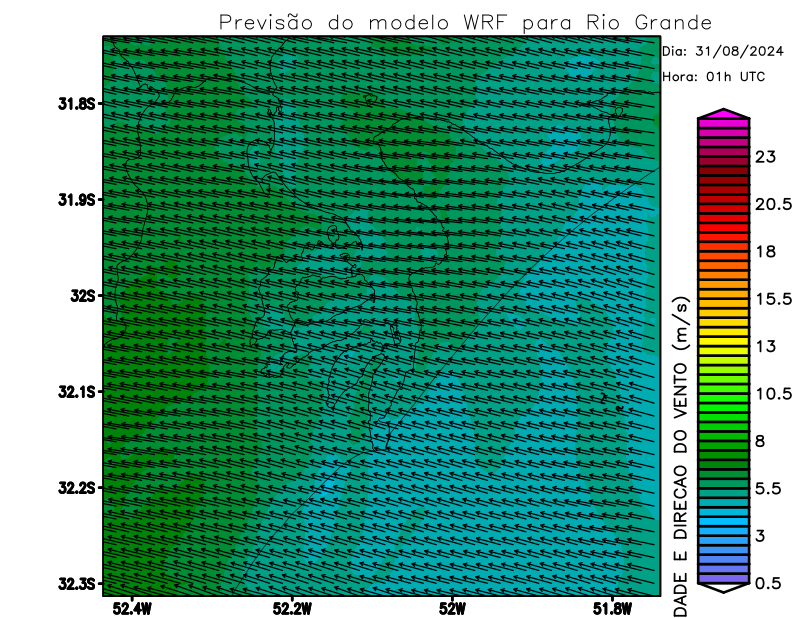 Previsão do modelo WRF para Rio Grande
Dia: 31/08/2024
Hora: 01h UTC
31.8S
31.9S
32S
32.1S
32.2S
32.3S
52.4W
52.2W
52W
51.8W
23
20.5
18
15.5
13
10.5
8
5.5
3
0.5
DADE E DIRECAO DO VENTO (m/s)